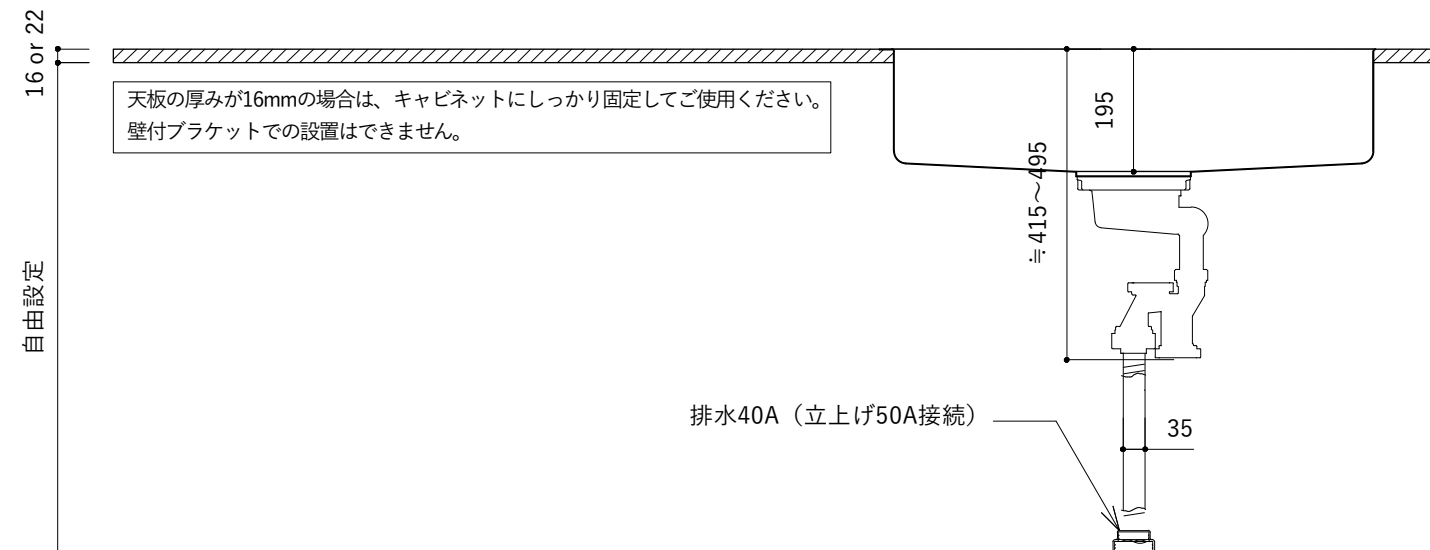 16 or 22
天板の厚みが16mmの場合は、キャビネットにしっかり固定してご使用ください。
壁付ブラケットでの設置はできません。
195
≒415～495
自由設定
排水40A（立上げ50A接続）
35